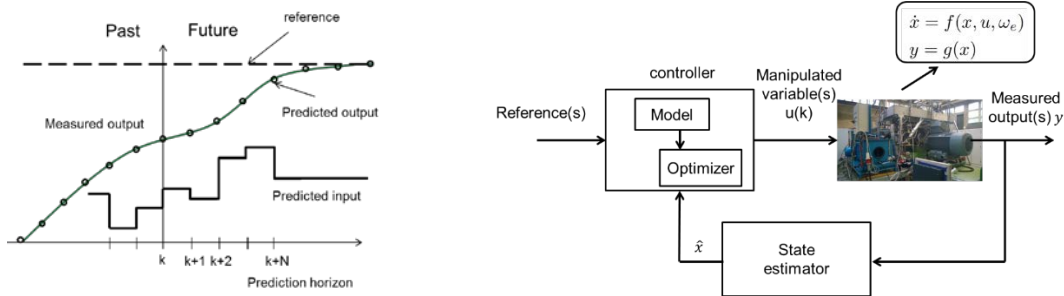 reference
Past
Future
Predicted output
Measured output
Predicted input
k
k+1
k+2
k+N
Prediction horizon
ẋ = f(x, u, ωₑ)
y = g(x)
controller
Manipulated
variable(s)
u(k)
Measured
output(s) y
Reference(s)
Model
Optimizer
x̂
State
estimator